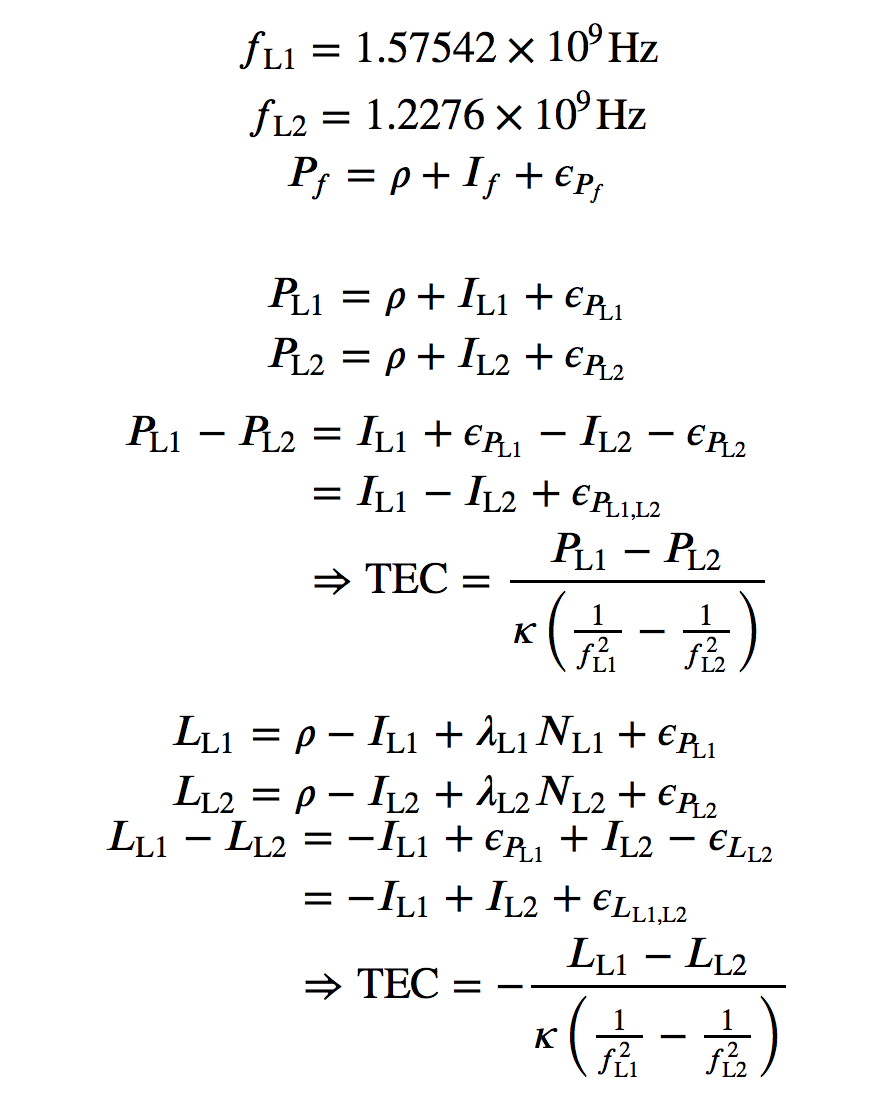 f_{L1} = 1.57542 × 10^9 Hz
f_{L2} = 1.2276 × 10^9 Hz
P_f = ρ + I_f + ϵ_{P_f}
P_{L1} = ρ + I_{L1} + ϵ_{P_{L1}}
P_{L2} = ρ + I_{L2} + ϵ_{P_{L2}}
P_{L1} − P_{L2} = I_{L1} + ϵ_{P_{L1}} − I_{L2} − ϵ_{P_{L2}}
= I_{L1} − I_{L2} + ϵ_{P_{L1,L2}}
⇒ TEC = \frac{P_{L1} − P_{L2}}{κ(\frac{1}{f_{L1}^2} − \frac{1}{f_{L2}^2})}
L_{L1} = ρ − I_{L1} + λ_{L1} N_{L1} + ϵ_{P_{L1}}
L_{L2} = ρ − I_{L2} + λ_{L2} N_{L2} + ϵ_{P_{L2}}
L_{L1} − L_{L2} = −I_{L1} + ϵ_{P_{L1}} + I_{L2} − ϵ_{L_{L2}}
= −I_{L1} + I_{L2} + ϵ_{L_{L1,L2}}
⇒ TEC = −\frac{L_{L1} − L_{L2}}{κ(\frac{1}{f_{L1}^2} − \frac{1}{f_{L2}^2})}